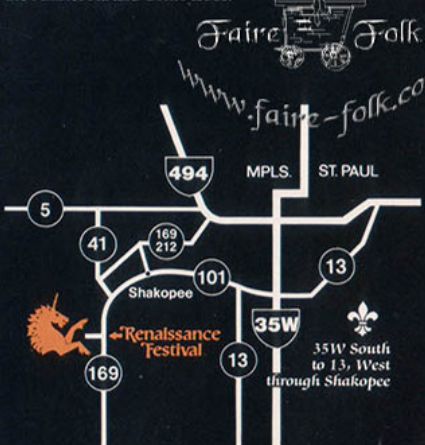 Faire Folk
www.faire-folk.co
494
MPLS.
ST. PAUL
5
41
169
212
101
13
Shakopee
35W
Renaissance
Festival
169
13
35W South
to 13, West
through Shakopee